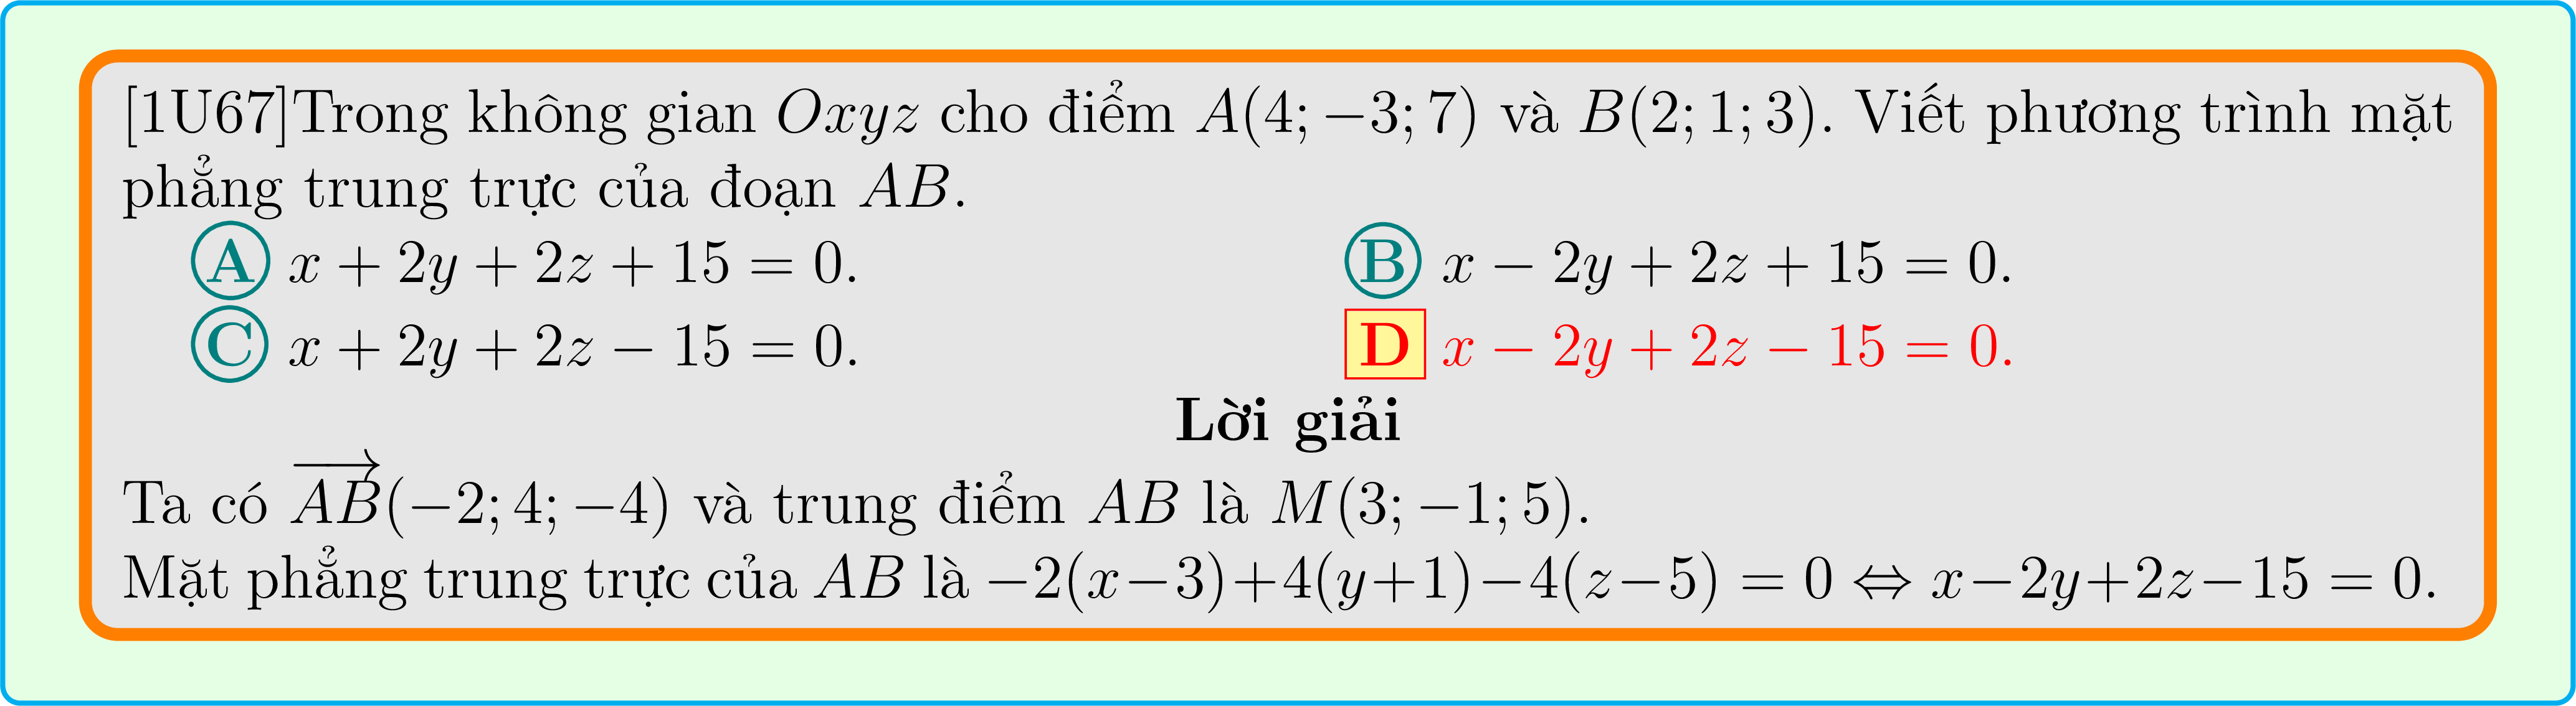 [1U67]Trong không gian Oxyz cho điểm A(4; −3; 7) và B(2; 1; 3). Viết phương trình mặt
phẳng trung trực của đoạn AB.
A x + 2y + 2z + 15 = 0. B x − 2y + 2z + 15 = 0.
C x + 2y + 2z − 15 = 0. D x − 2y + 2z − 15 = 0.
Lời giải
Ta có $\overrightarrow{AB}$(−2; 4; −4) và trung điểm AB là M(3; −1; 5).
Mặt phẳng trung trực của AB là −2(x−3)+4(y+1)−4(z−5) = 0 ⇔ x−2y+2z−15 = 0.